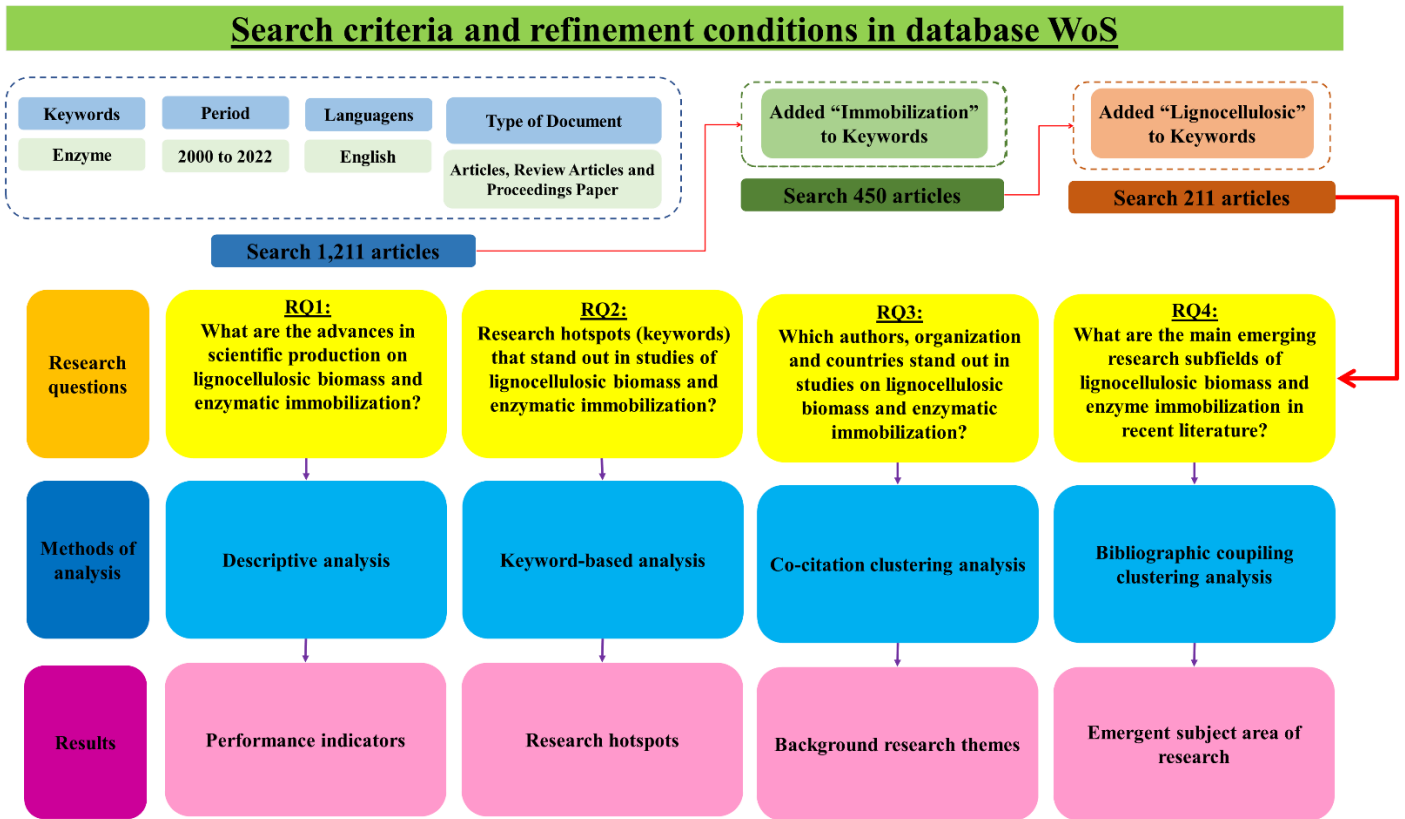 Search criteria and refinement conditions in database WoS
Keywords
Enzyme
Period
2000 to 2022
Languagens
English
Type of Document
Articles, Review Articles and
Proceedings Paper
Search 1,211 articles
Added “Immobilization”
to Keywords
Search 450 articles
Added “Lignocellulosic”
to Keywords
Search 211 articles
Research
questions
RQ1:
What are the advances in
scientific production on
lignocellulosic biomass and
enzymatic immobilization?
RQ2:
Research hotspots (keywords)
that stand out in studies of
lignocellulosic biomass and
enzymatic immobilization?
RQ3:
Which authors, organization
and countries stand out in
studies on lignocellulosic
biomass and enzymatic
immobilization?
RQ4:
What are the main emerging
research subfields of
lignocellulosic biomass and
enzyme immobilization in
recent literature?
Methods of
analysis
Descriptive analysis
Keyword-based analysis
Co-citation clustering analysis
Bibliographic coupiling
clustering analysis
Results
Performance indicators
Research hotspots
Background research themes
Emergent subject area of
research